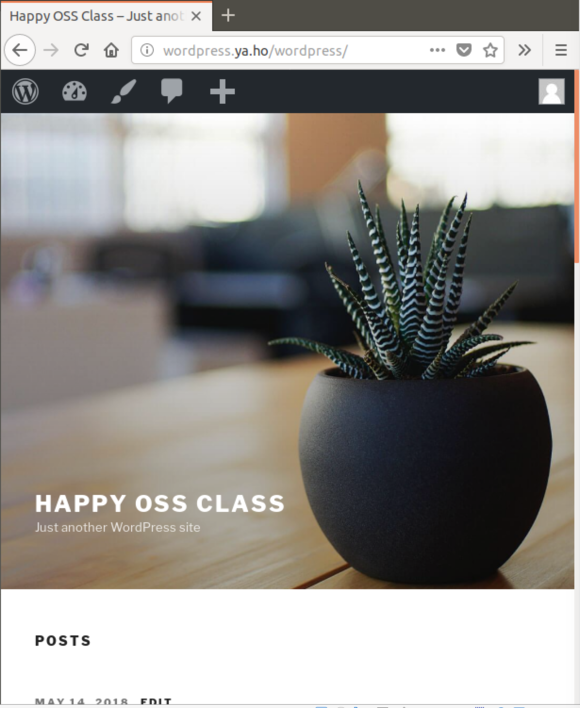 Happy OSS Class – Just anot
wordpress.ya.ho/wordpress/
HAPPY OSS CLASS
Just another WordPress site
POSTS
MAY 14, 2018 EDIT